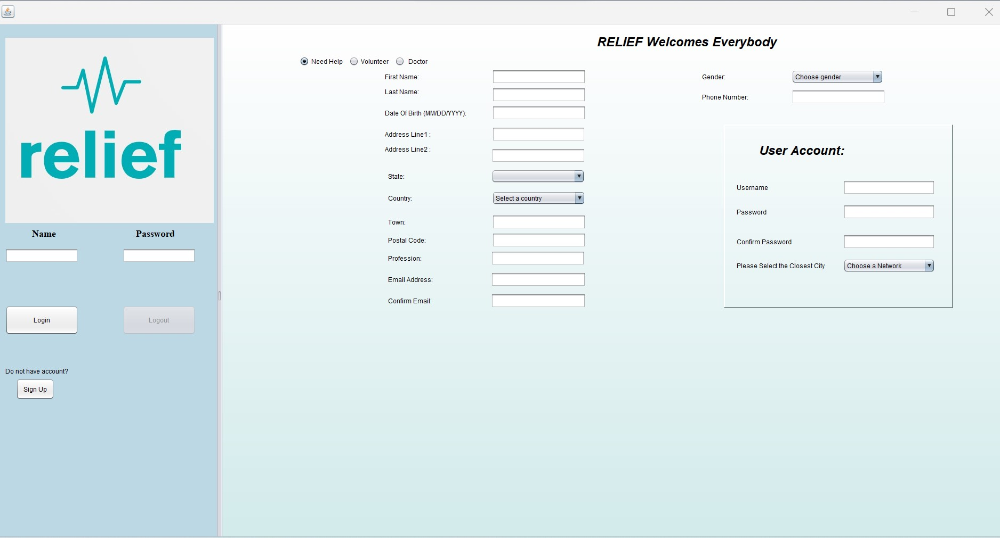 relief
Name
Password
Login
Logout
Do not have account?
Sign Up
RELIEF Welcomes Everybody
Need Help
Volunteer
Doctor
First Name:
Last Name:
Date Of Birth (MM/DD/YYYY):
Address Line1 :
Address Line2 :
State:
Country:
Select a country
Town:
Postal Code:
Profession:
Email Address:
Confirm Email:
Gender:
Choose gender
Phone Number:
User Account:
Username
Password
Confirm Password
Please Select the Closest City
Choose a Network